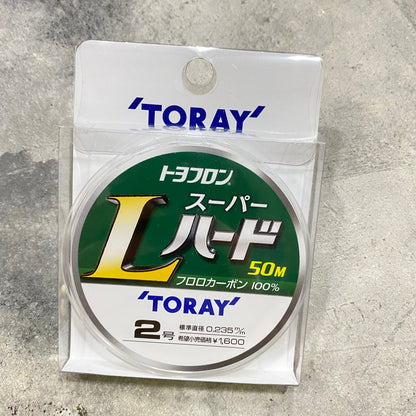 'TORAY'
'TORAY'
トヨフロン
スーパー
L ハード
50M
フロロカーボン 100%
'TORAY'
2号 標準直径 0.235 m/m
希望小売価格 ¥1,600